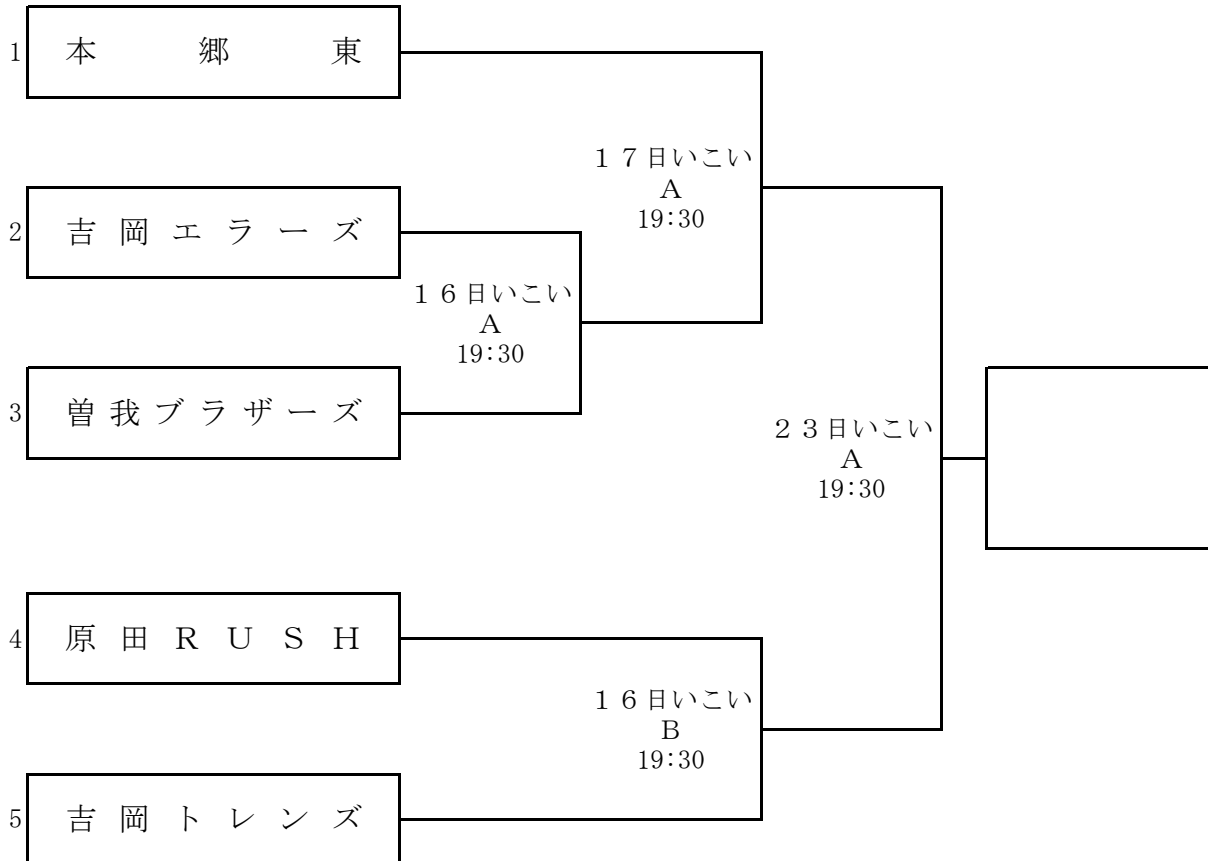 1 本郷東
１７日いこい
A
19:30
2 吉岡エラーズ
１６日いこい
A
19:30
3 曽我ブラザーズ
２３日いこい
A
19:30
4 原田RUSH
１６日いこい
B
19:30
5 吉岡トレンズ